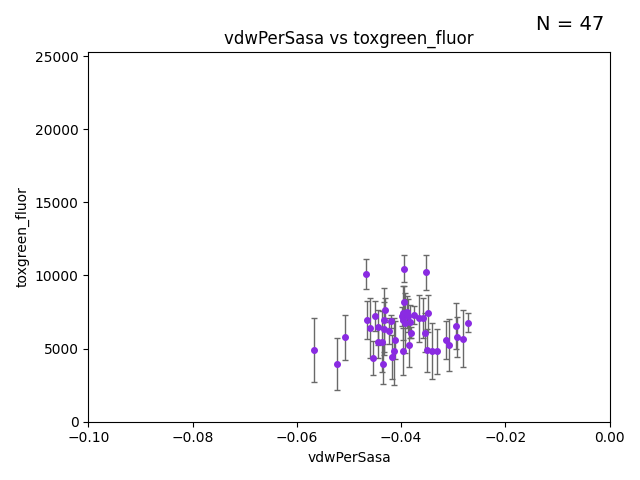 N = 47
vdwPerSasa vs toxgreen_fluor
25000
20000
15000
10000
5000
0
toxgreen_fluor
−0.10 −0.08 −0.06 −0.04 −0.02 0.00
vdwPerSasa